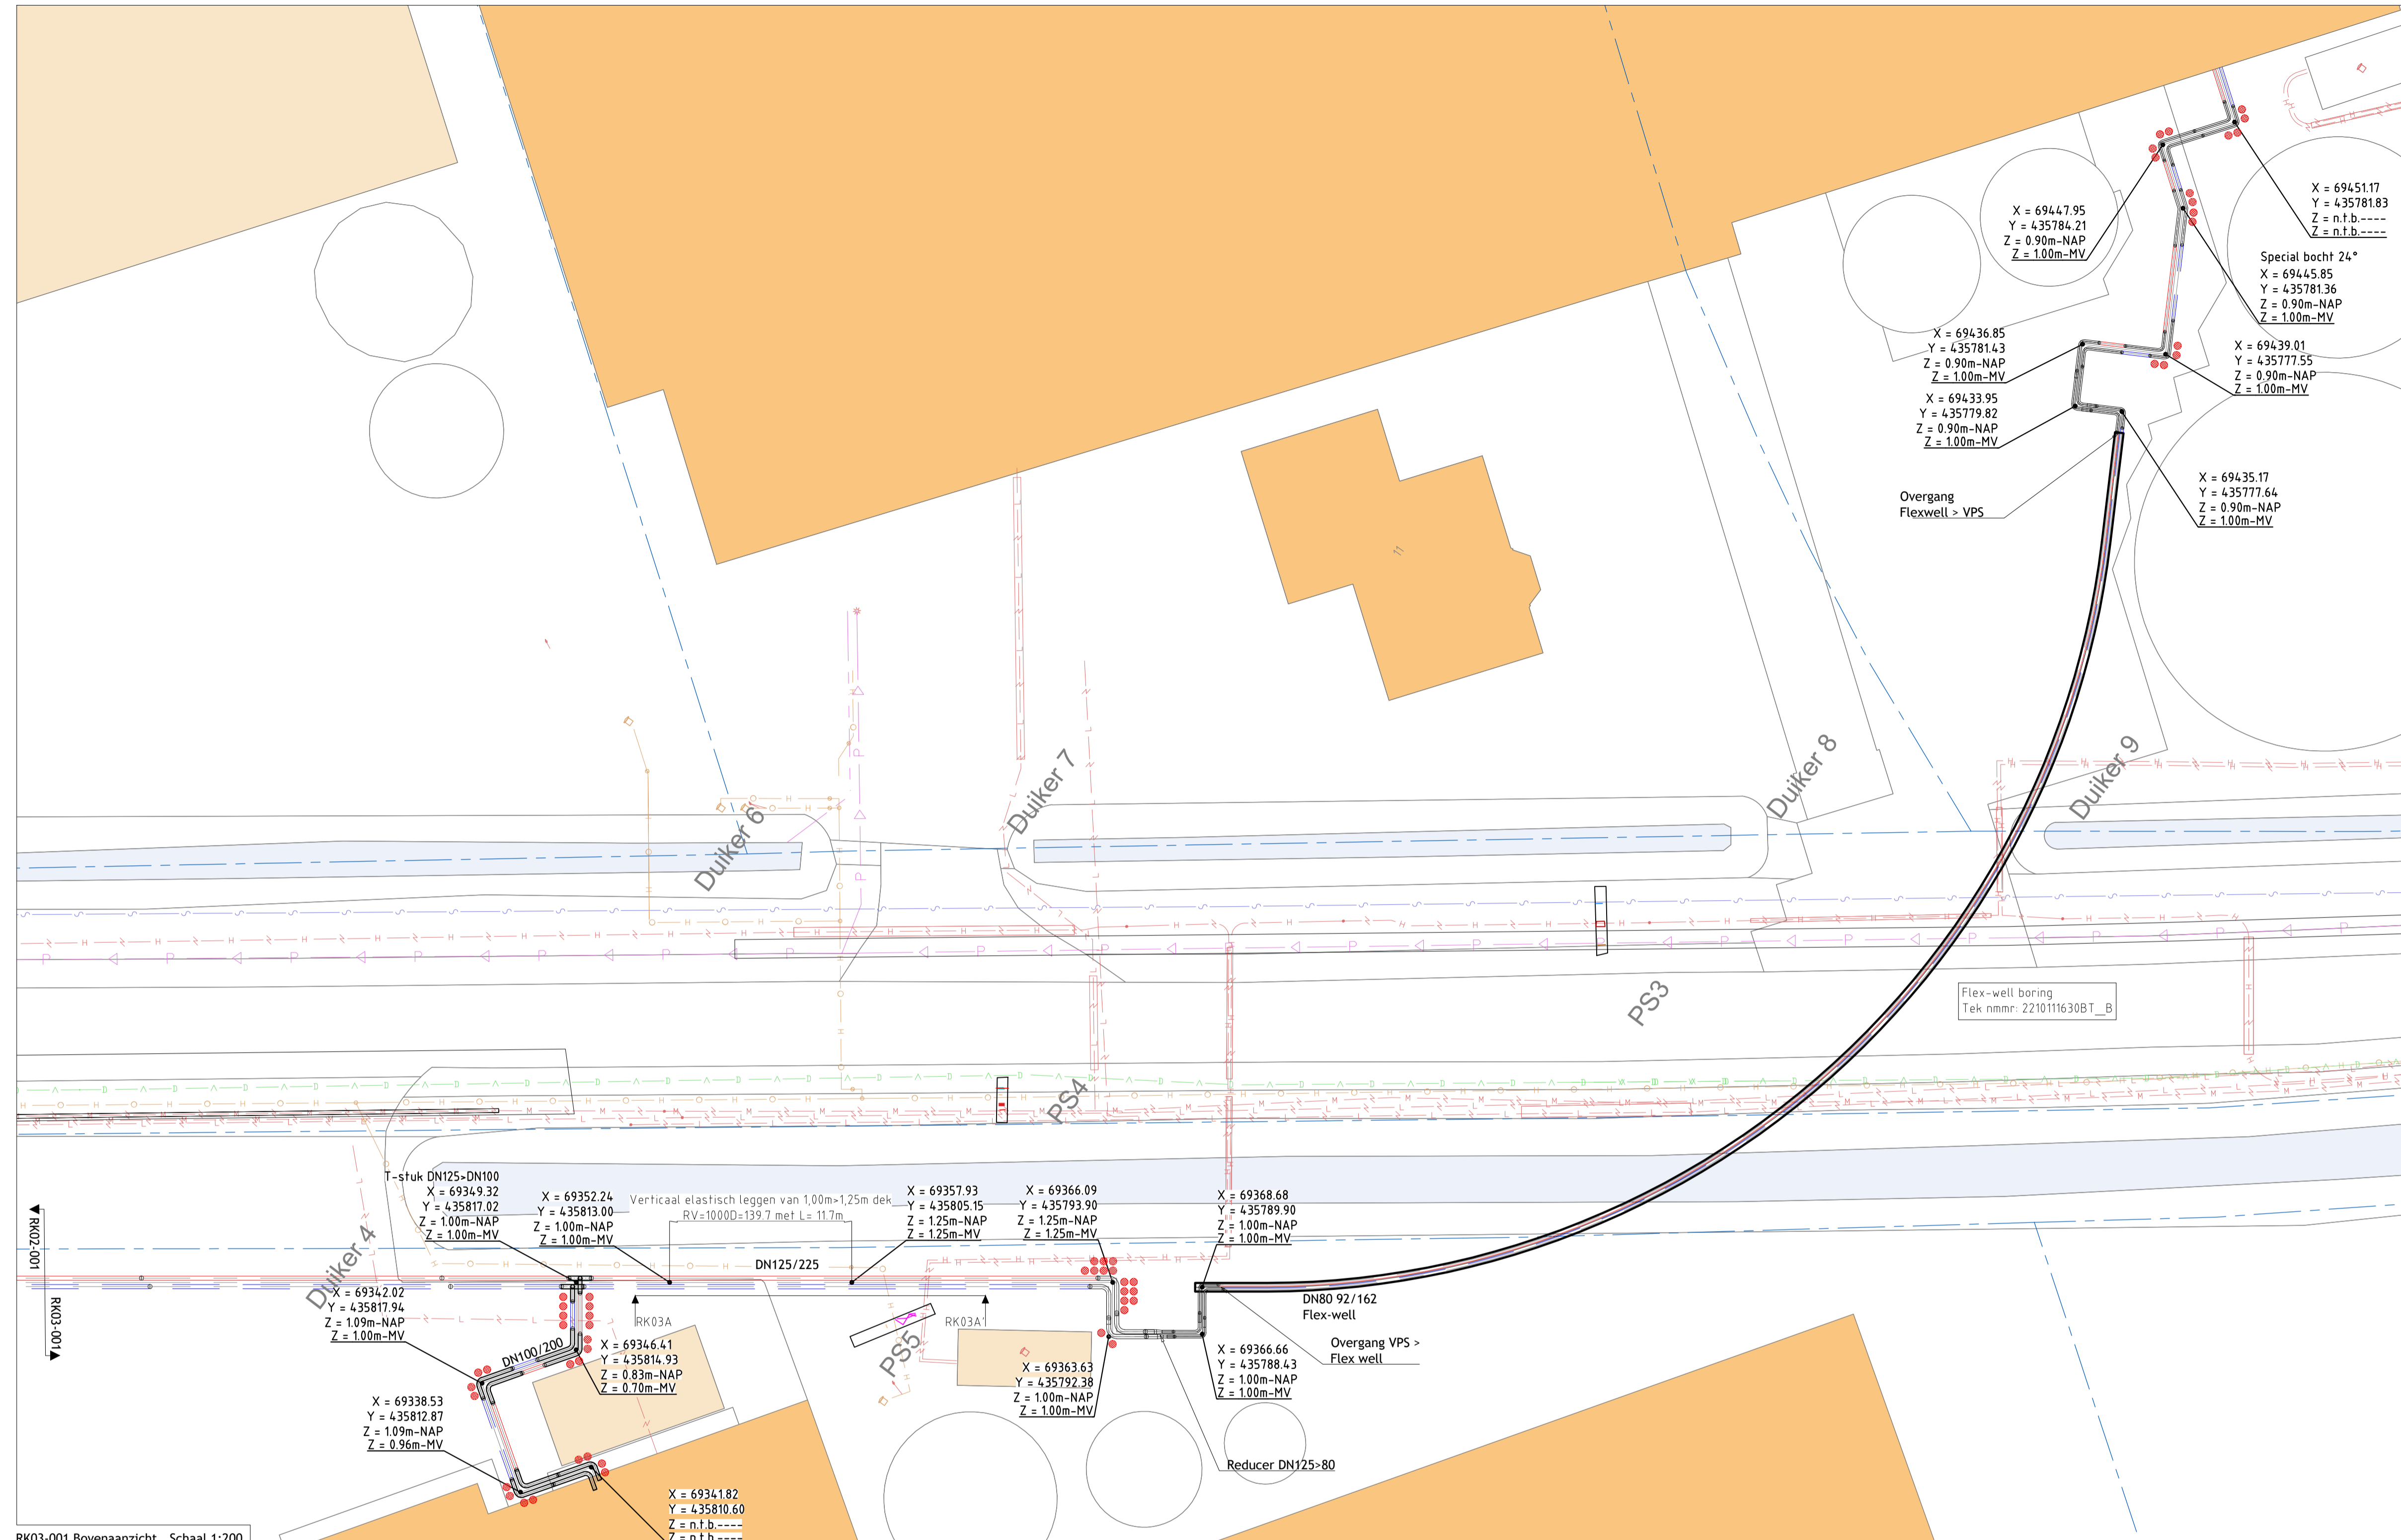 X = 69451.17
Y = 435781.83
Z = n.t.b.----
Z = n.t.b.----
X = 69447.95
Y = 435784.21
Z = 0.90m-NAP
Z = 1.00m-MV
Special bocht 24°
X = 69445.85
Y = 435781.36
Z = 0.90m-NAP
Z = 1.00m-MV
X = 69436.85
Y = 435781.43
Z = 0.90m-NAP
Z = 1.00m-MV
X = 69439.01
Y = 435777.55
Z = 0.90m-NAP
Z = 1.00m-MV
X = 69433.95
Y = 435779.82
Z = 0.90m-NAP
Z = 1.00m-MV
X = 69435.17
Y = 435777.64
Z = 0.90m-NAP
Z = 1.00m-MV
Overgang
Flexwell > VPS
11
Duiker 6
Duiker 7
Duiker 8
Duiker 9
PS3
PS4
Flex-well boring
Tek nmmr: 2210111630BT__B
T-stuk DN125>DN100
X = 69349.32
Y = 435817.02
Z = 1.00m-NAP
Z = 1.00m-MV
X = 69352.24
Y = 435813.00
Z = 1.00m-NAP
Z = 1.00m-MV
Verticaal elastisch leggen van 1,00m>1,25m dek
RV=1000D=139.7 met L= 11.7m
X = 69357.93
Y = 435805.15
Z = 1.25m-NAP
Z = 1.25m-MV
X = 69366.09
Y = 435793.90
Z = 1.25m-NAP
Z = 1.25m-MV
X = 69368.68
Y = 435789.90
Z = 1.00m-NAP
Z = 1.00m-MV
RK02-001
RK03-001
Duiker 4
DN125/225
X = 69342.02
Y = 435817.94
Z = 1.09m-NAP
Z = 1.00m-MV
RK03A
RK03A'
PS5
DN80 92/162
Flex-well
Overgang VPS >
Flex well
DN100/200
X = 69346.41
Y = 435814.93
Z = 0.83m-NAP
Z = 0.70m-MV
X = 69363.63
Y = 435792.38
Z = 1.00m-NAP
Z = 1.00m-MV
X = 69366.66
Y = 435788.43
Z = 1.00m-NAP
Z = 1.00m-MV
X = 69338.53
Y = 435812.87
Z = 1.09m-NAP
Z = 0.96m-MV
Reducer DN125>80
X = 69341.82
Y = 435810.60
Z = n.t.b.----
Z = n.t.b.----
RK03-001 Bovenaanzicht Schaal 1:200